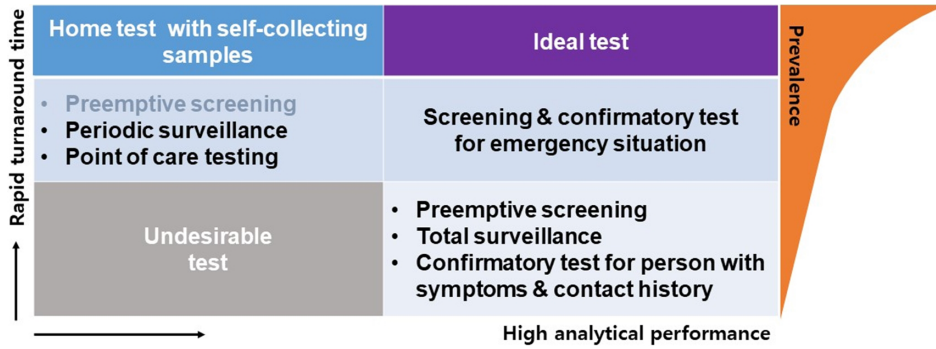 Rapid turnaround time
Home test with self-collecting
samples
Ideal test
• Preemptive screening
• Periodic surveillance
• Point of care testing
Screening & confirmatory test
for emergency situation
Undesirable
test
• Preemptive screening
• Total surveillance
• Confirmatory test for person with
symptoms & contact history
Prevalence
High analytical performance